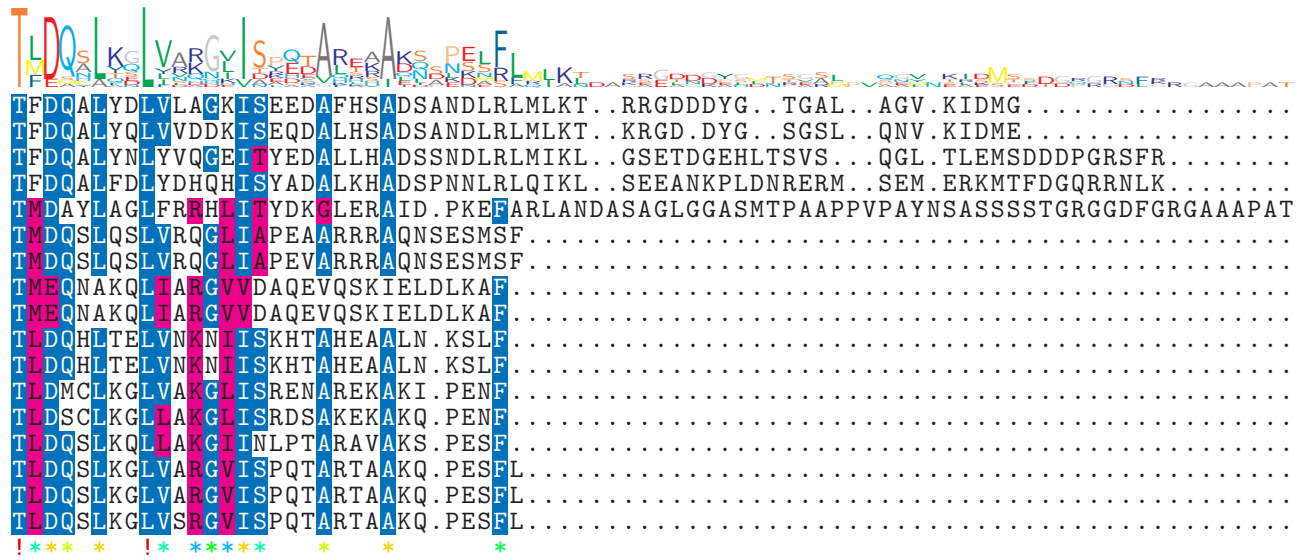 TFDQALYDLVLAGKISEEDAFHSADSANDLRLMLKT..RRGDDDYG..TGAL..AGV.KIDMG.................
TFDQALYQLVVDDKISEQDALHSADSANDLRLMLKT..KRGD.DYG..SGSL..QNV.KIDME.................
TFDQALYNLYVQGEITYEDALLHADSSNDLRLMIKL..GSETDGEHLTSVS...QGL.TLEMSDDDPGRSFR........
TFDQALFDLYDHQHISYADALKHADSPNNLRLQIKL..SEEANKPLDNRERM..SEM.ERKMTFDGQRRNLK........
TMDAYLAGLFRRHLITYDKGLERAID.PKEFARLANDASAGLGGASMTPAAPPVPAYNSASSSSTGRGGDFGRGAAAPAT
TMDQSLQSLVRQGLIAPEAARRRAQNSESMSF................................................
TMDQSLQSLVRQGLIAPEVARRRAQNSESMSF................................................
TMEQNAKQLIARGVVDAQEVQSKIELDLKAF.................................................
TMEQNAKQLIARGVVDAQEVQSKIELDLKAF.................................................
TLDQHLTELVNKNIISKHTAHEAALN.KSLF.................................................
TLDQHLTELVNKNIISKHTAHEAALN.KSLF.................................................
TLDMCLKGLVAKGLISRENAREKAKI.PENF.................................................
TLDSCLKGLLAKGLISRDSAKEKAKQ.PENF.................................................
TLDQSLKQLLAKGIINLPTARAVAKS.PESF.................................................
TLDQSLKGLVARGVISPQTARTAAKQ.PESFL................................................
TLDQSLKGLVARGVISPQTARTAAKQ.PESFL................................................
TLDQSLKGLVSRGVISPQTARTAAKQ.PESFL................................................
!*** *  !* ***** * *   *      *